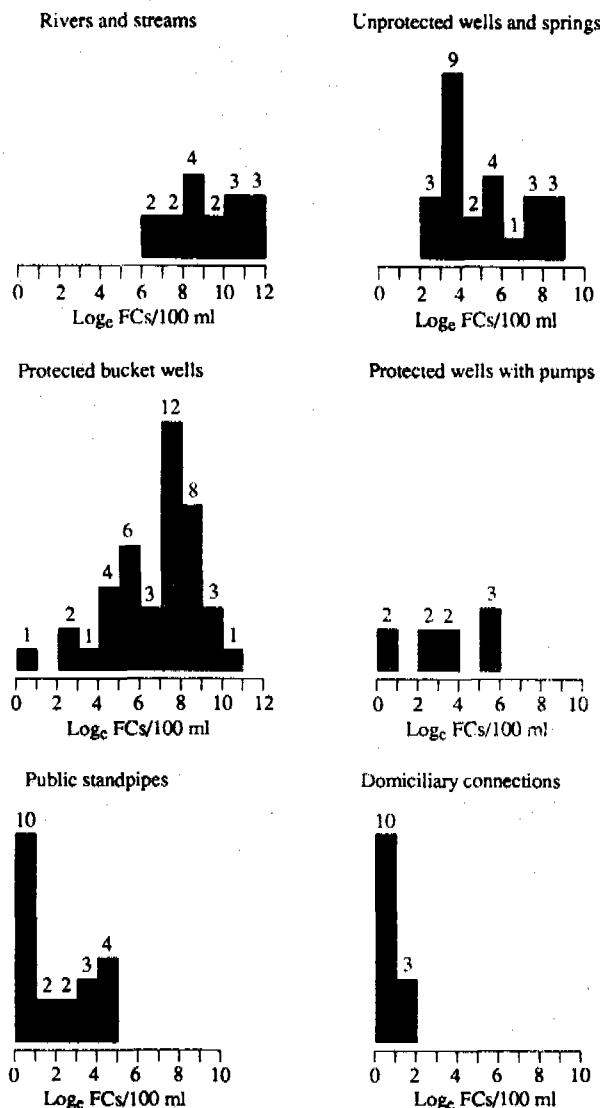 Rivers and streams
2 2 4 2 3 3
0 2 4 6 8 10 12
Logₑ FCs/100 ml
Unprotected wells and springs
3 9 2 4 1 3 3
0 2 4 6 8 10
Logₑ FCs/100 ml
Protected bucket wells
1 2 1 4 6 3 12 8 3 1
0 2 4 6 8 10 12
Logₑ FCs/100 ml
Protected wells with pumps
2 2 2 3
0 2 4 6 8 10
Logₑ FCs/100 ml
Public standpipes
10 2 2 3 4
0 2 4 6 8 10
Logₑ FCs/100 ml
Domiciliary connections
10 3
0 2 4 6 8 10
Logₑ FCs/100 ml